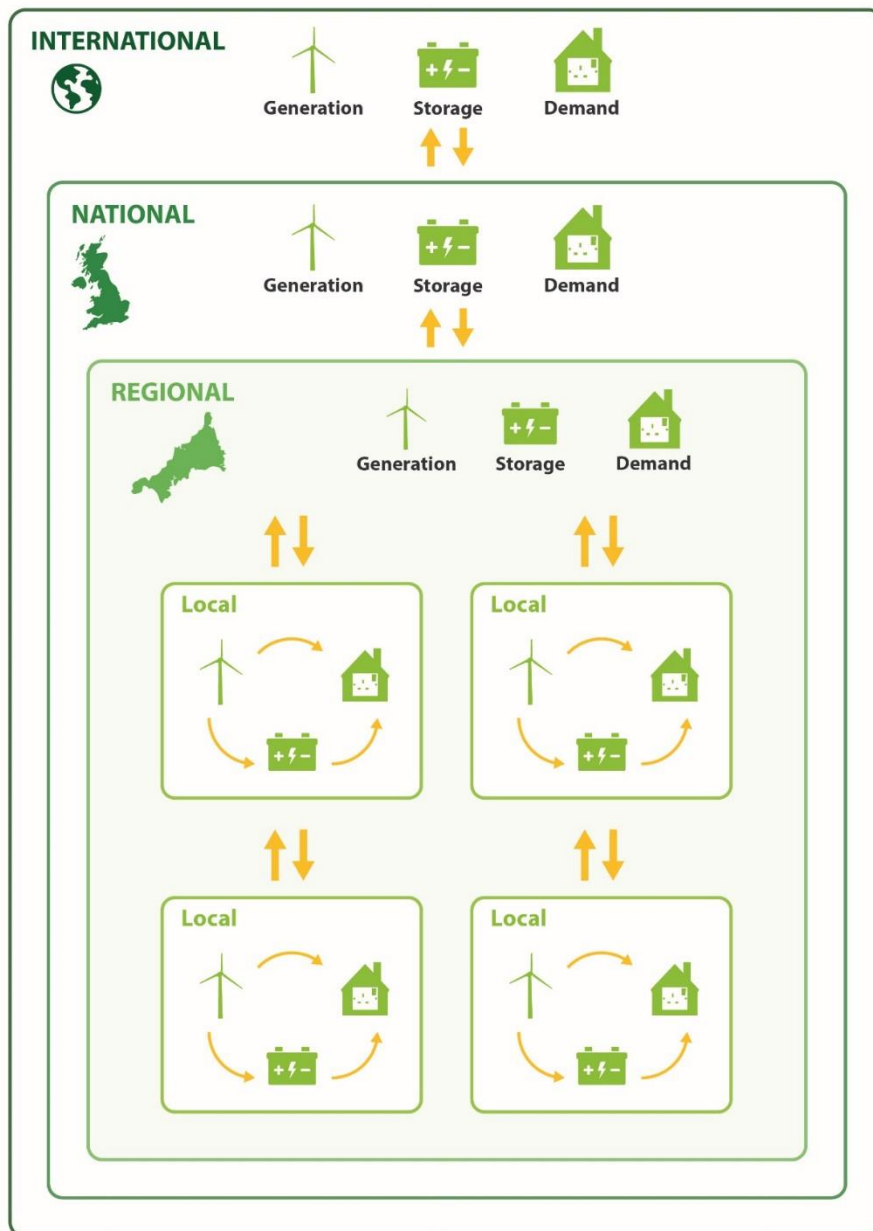 INTERNATIONAL
Generation Storage Demand
NATIONAL
Generation Storage Demand
REGIONAL
Generation Storage Demand
Local Local
Local Local